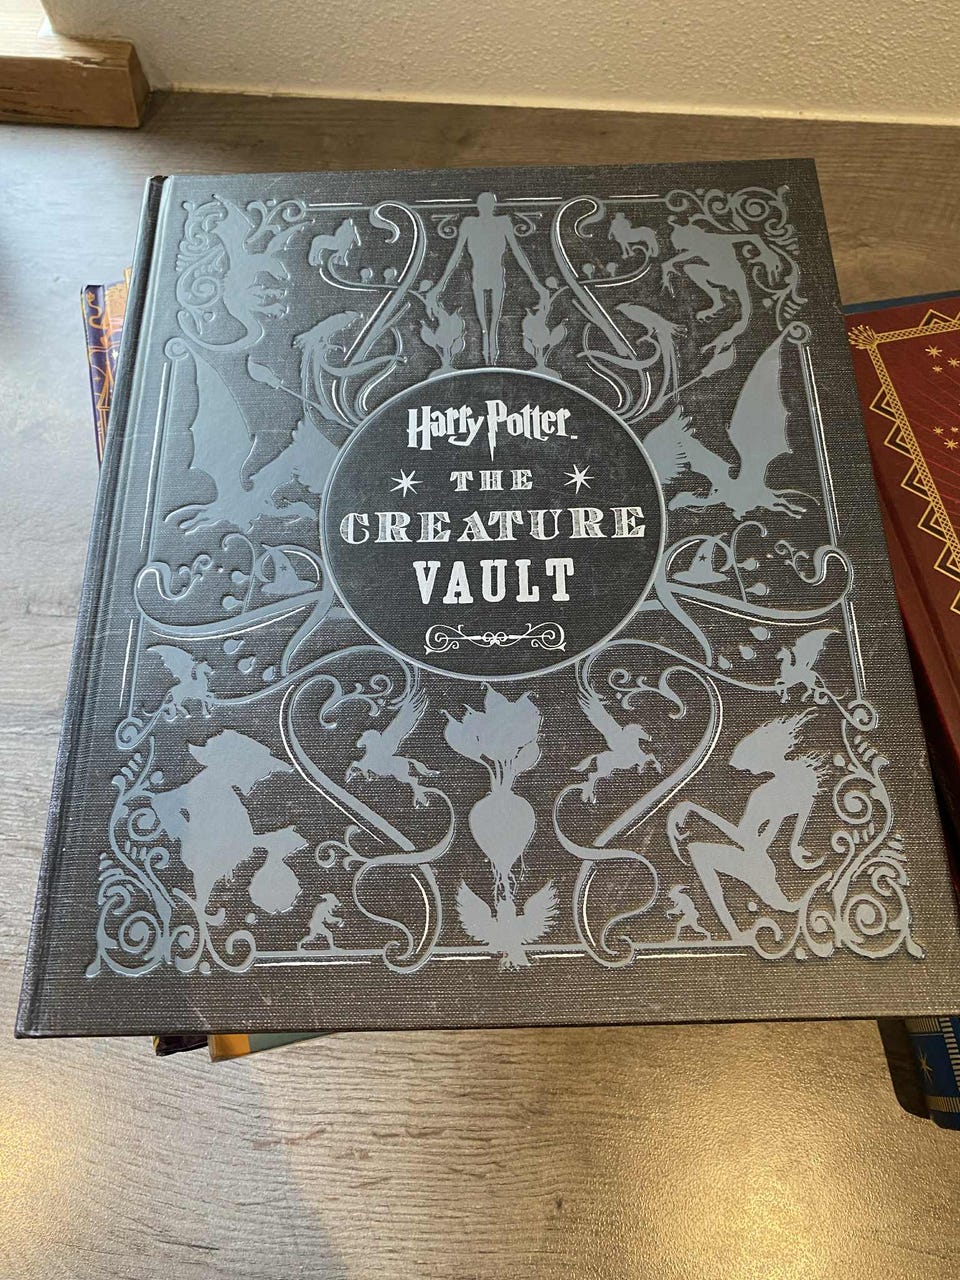 Harry Potter
THE
CREATURE
VAULT